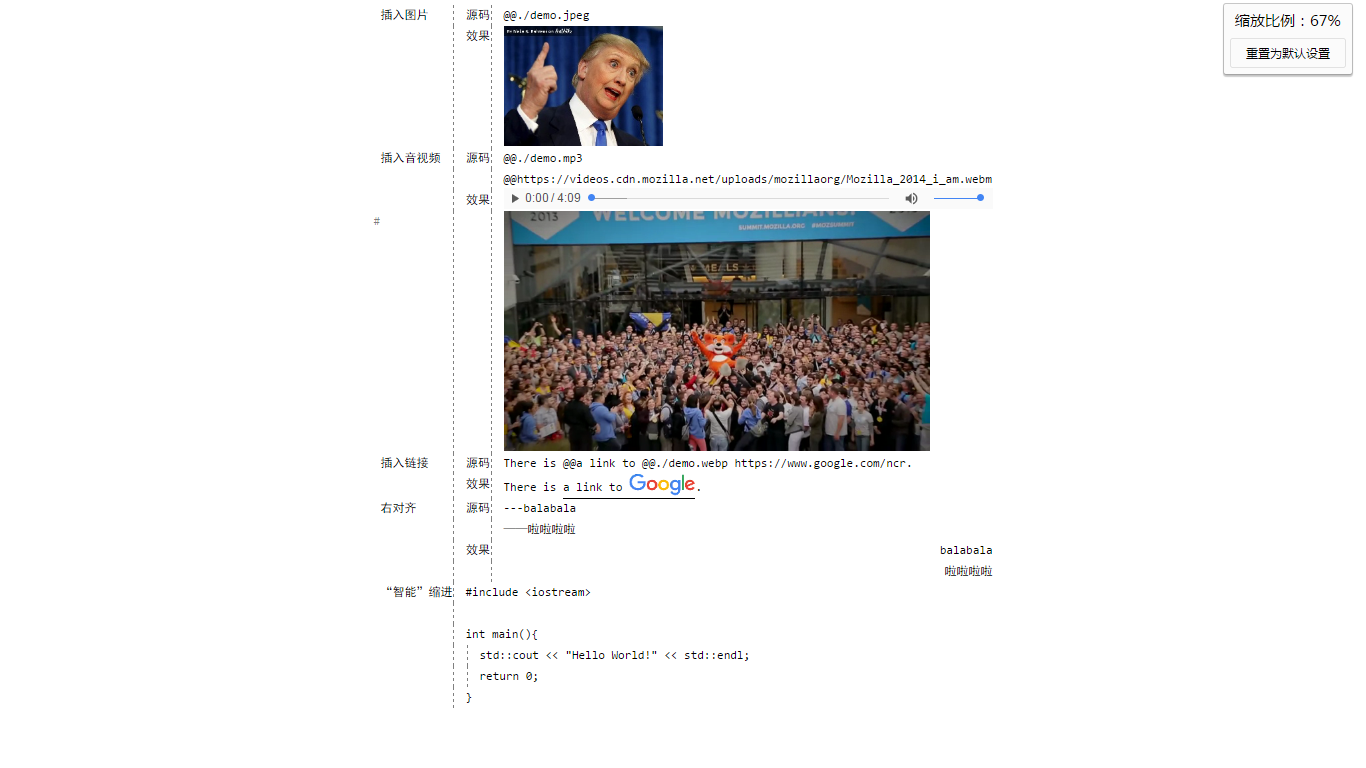 插入图片 源码 @@./demo.jpeg
缩放比例：67%
效果
重置为默认设置
插入音视频 源码 @@./demo.mp3
@@https://videos.cdn.mozilla.net/uploads/mozillaorg/Mozilla_2014_i_am.webm
效果 0:00 / 4:09
#
2013 WELCOME MOZILLIANS! 2013
SUMMIT.MOZILLA.ORG #MOZSUMMIT
插入链接 源码 There is @@a link to @@./demo.webp https://www.google.com/ncr.
效果 There is a link to Google.
右对齐 源码 ---balabala
——啦啦啦啦
效果 balabala
啦啦啦啦
“智能”缩进 #include <iostream>
int main(){
std::cout << "Hello World!" << std::endl;
return 0;
}